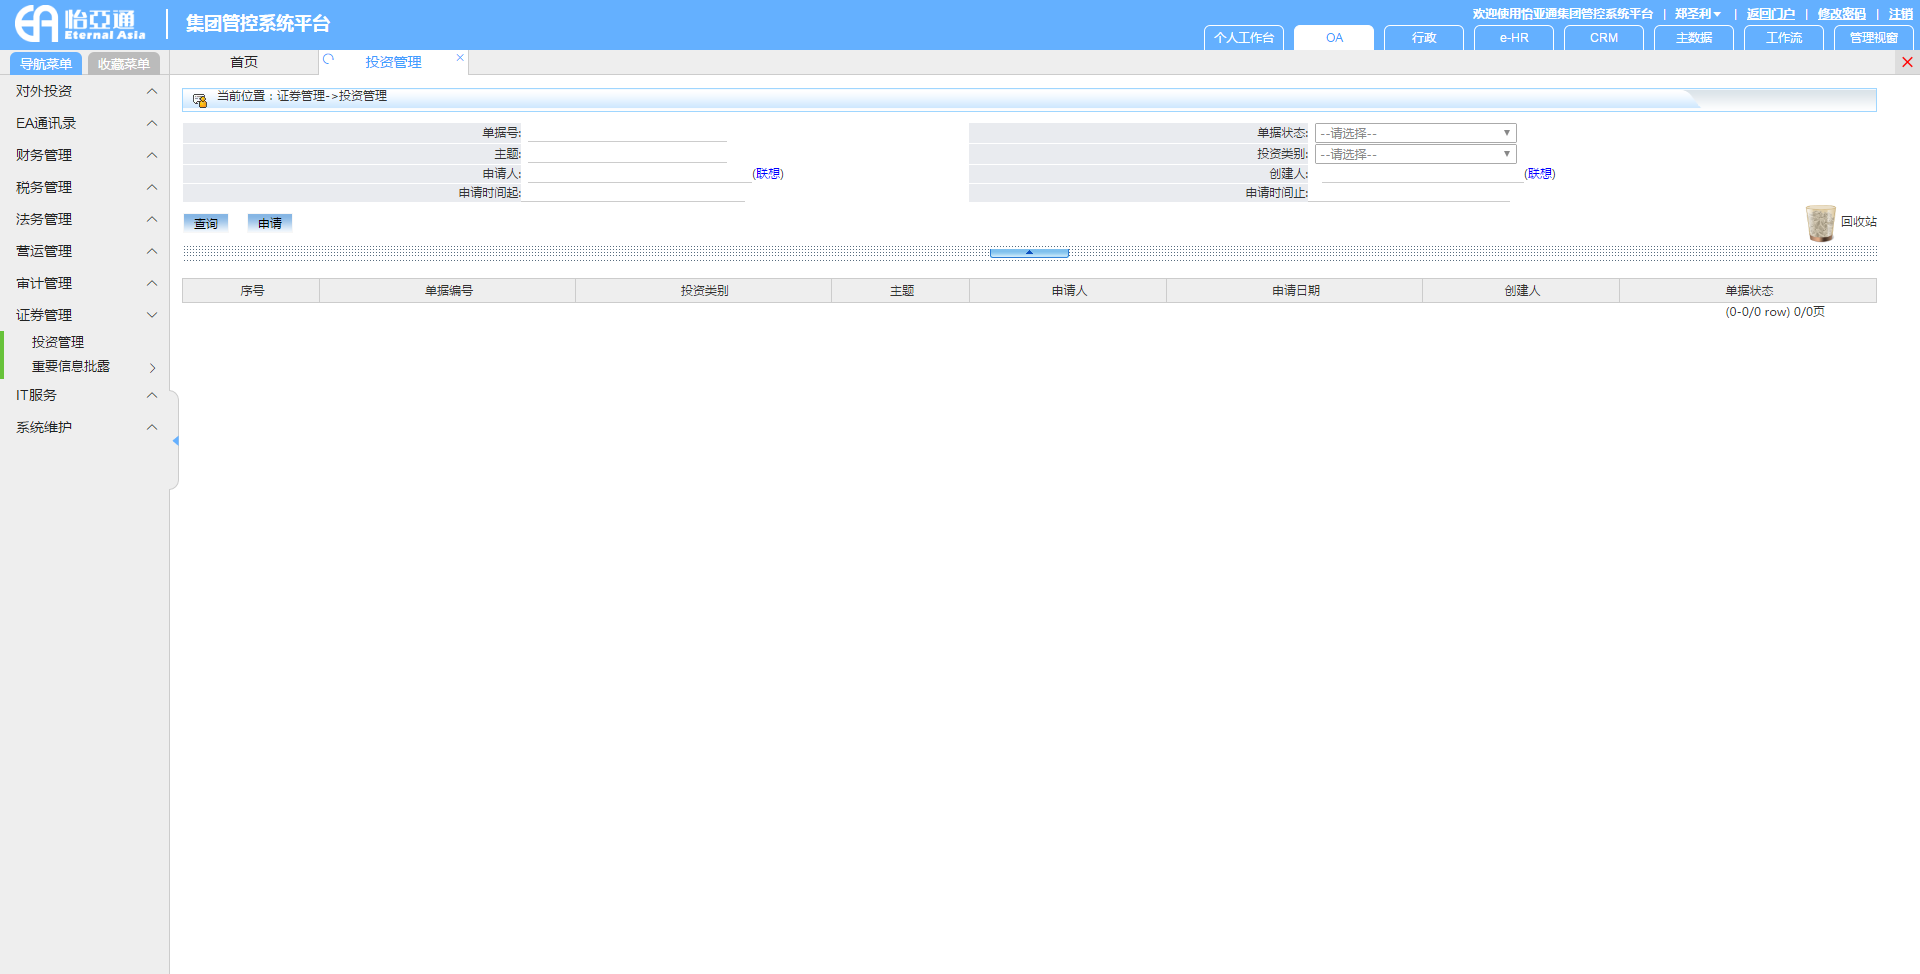 怡亞通
Eternal Asia
集团管控系统平台
欢迎使用怡亚通集团管控系统平台 | 郑圣利 | 返回门户 | 修改密码 | 注销
个人工作台 OA 行政 e-HR CRM 主数据 工作流 管理视窗
导航菜单 收藏菜单 首页 投资管理
对外投资
EA通讯录
财务管理
税务管理
法务管理
营运管理
审计管理
证券管理
投资管理
重要信息批露
IT服务
系统维护
当前位置：证券管理->投资管理
单据号: 单据状态: --请选择--
主题: 投资类别: --请选择--
申请人: (联想) 创建人: (联想)
申请时间起: 申请时间止:
查询 申请 回收站
序号 单据编号 投资类别 主题 申请人 申请日期 创建人 单据状态
(0-0/0 row) 0/0页